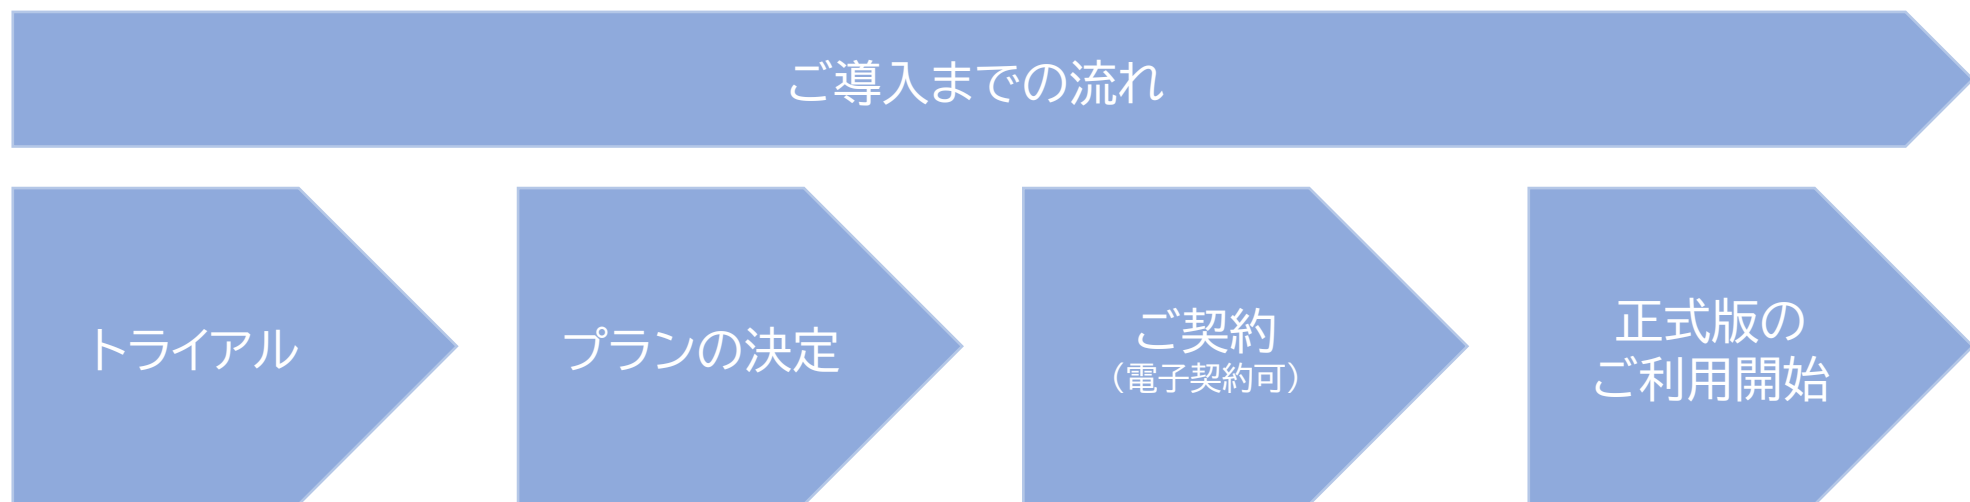 ご導入までの流れ
トライアル
プランの決定
ご契約
（電子契約可）
正式版の
ご利用開始